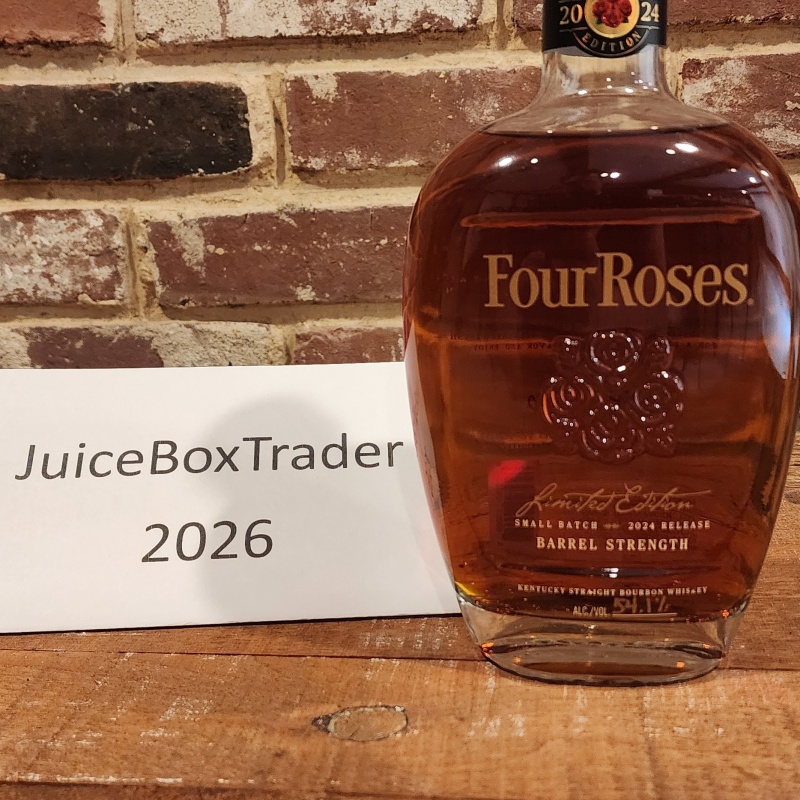 2024
EDITION
Four Roses®
JuiceBoxTrader
2026
Limited Edition
SMALL BATCH 2024 RELEASE
BARREL STRENGTH
KENTUCKY STRAIGHT BOURBON WHISKEY
ALC./VOL. 54.1%